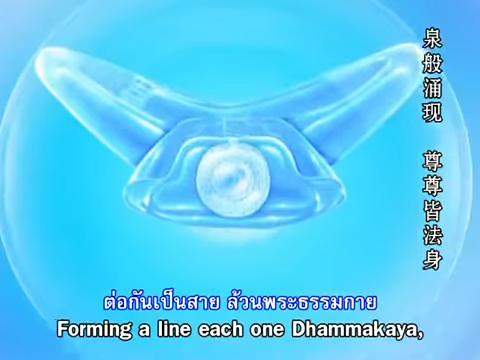 泉般涌现 尊尊皆法身
ต่อกันเป็นสาย ล้วนพระธรรมกาย
Forming a line each one Dhammakaya,